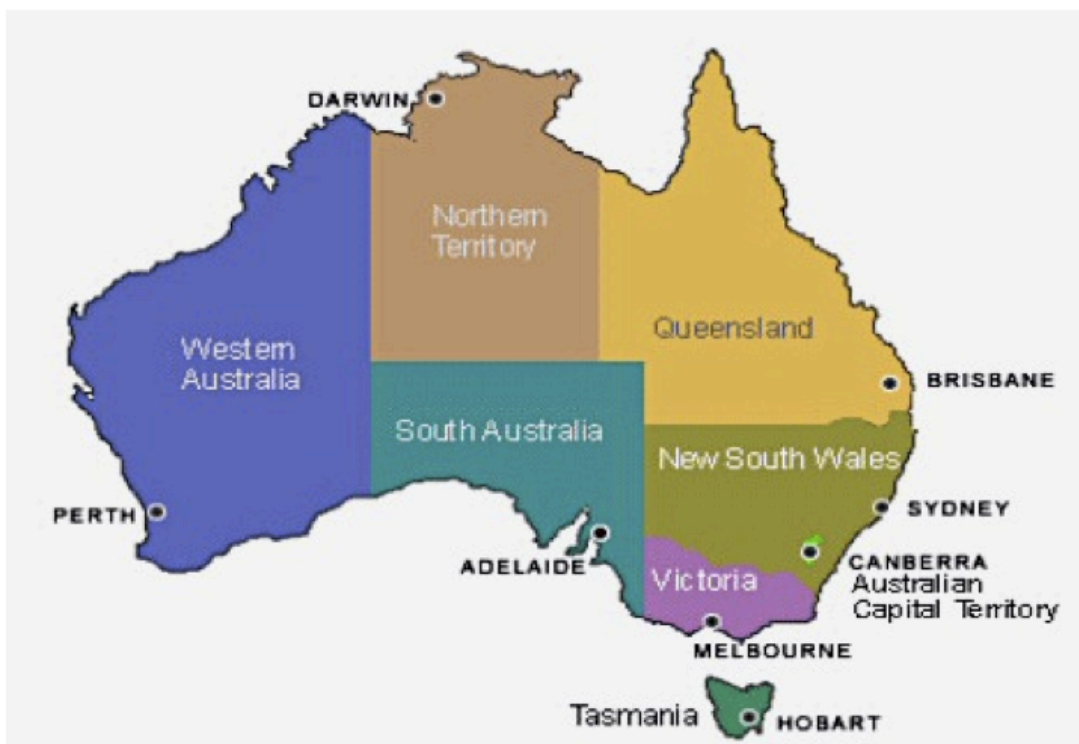 DARWIN
Northern
Territory
Western
Australia
Queensland
BRISBANE
South Australia
New South Wales
PERTH
SYDNEY
ADELAIDE
CANBERRA
Australian
Capital Territory
Victoria
MELBOURNE
Tasmania
HOBART